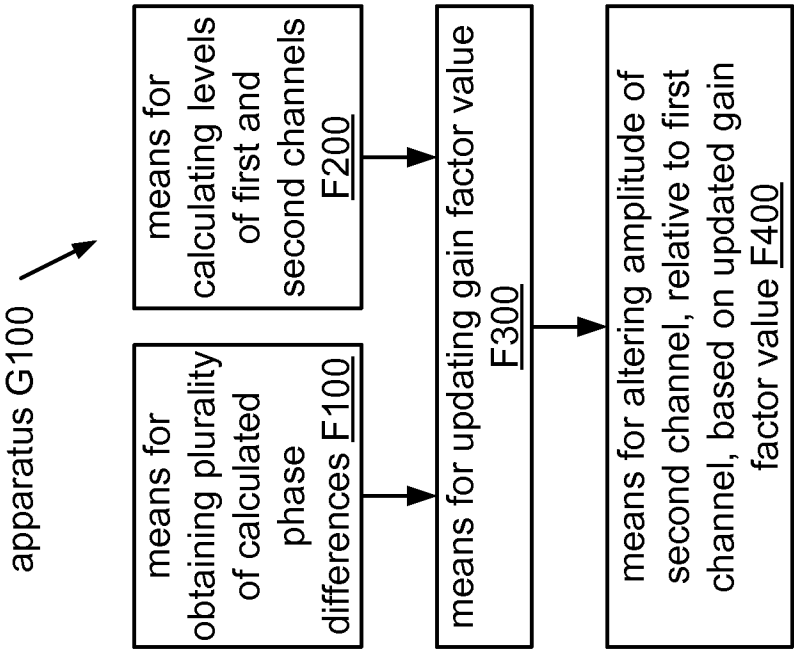 apparatus G100
means for
obtaining plurality
of calculated
phase
differences F100
means for
calculating levels
of first and
second channels
F200
means for updating gain factor value
F300
means for altering amplitude of
second channel, relative to first
channel, based on updated gain
factor value F400